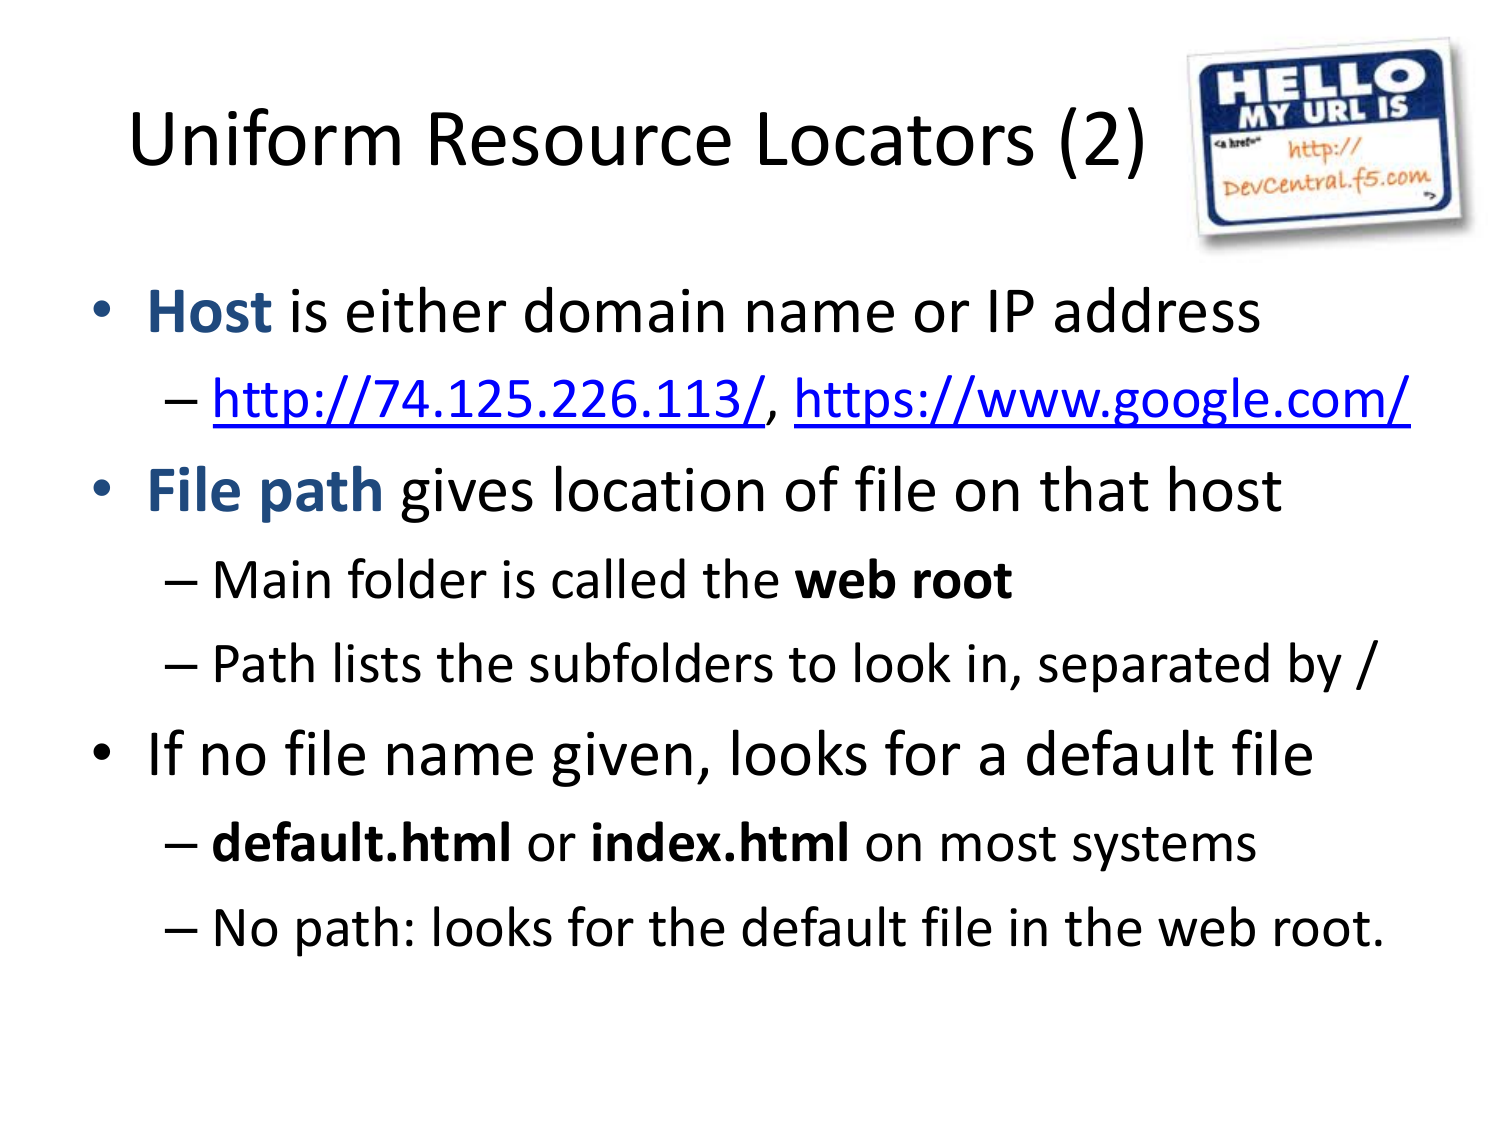 Uniform Resource Locators (2)
HELLO
MY URL IS
<a href="
http://
DevCentral.f5.com
">
• Host is either domain name or IP address
– http://74.125.226.113/, https://www.google.com/
• File path gives location of file on that host
– Main folder is called the web root
– Path lists the subfolders to look in, separated by /
• If no file name given, looks for a default file
– default.html or index.html on most systems
– No path: looks for the default file in the web root.